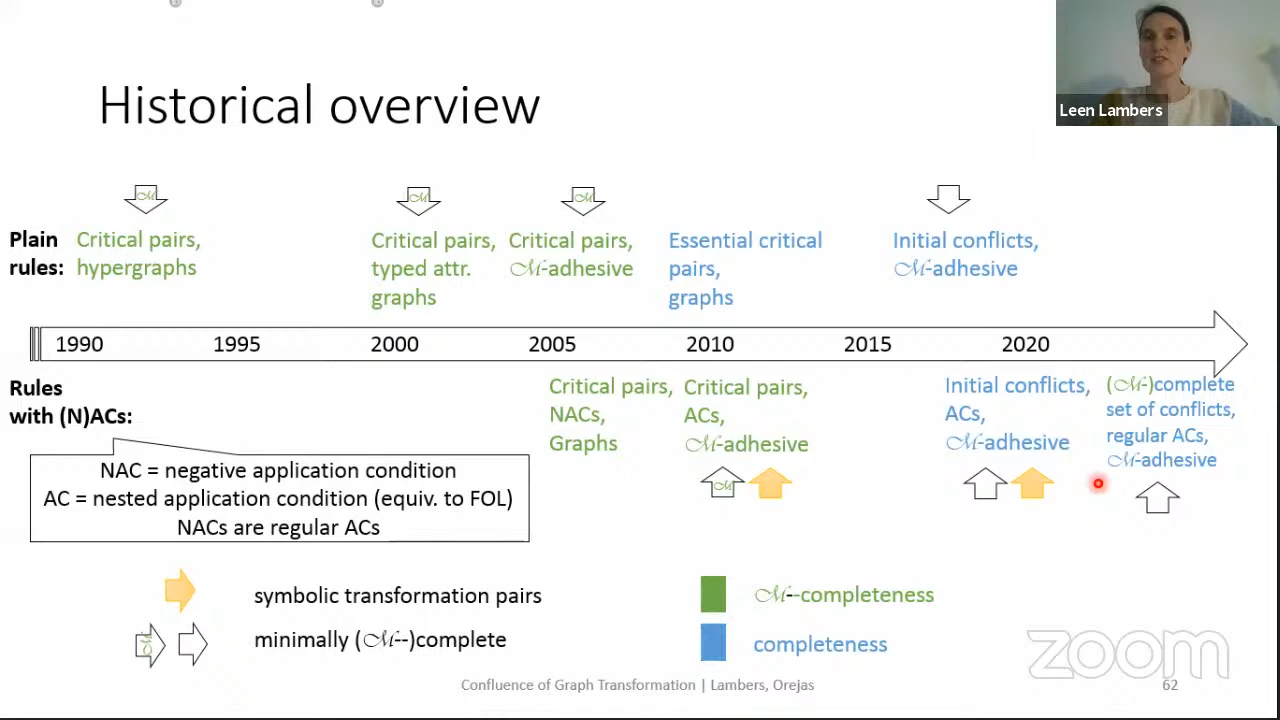 Leen Lambers
Historical overview
ℳ
ℳ
ℳ
Plain
rules:
Critical pairs,
hypergraphs
Critical pairs,
typed attr.
graphs
Critical pairs,
ℳ-adhesive
Essential critical
pairs,
graphs
Initial conflicts,
ℳ-adhesive
1990
1995
2000
2005
2010
2015
2020
Rules
with (N)ACs:
Critical pairs,
NACs,
Graphs
Critical pairs,
ACs,
ℳ-adhesive
ℳ
Initial conflicts,
ACs,
ℳ-adhesive
(ℳ-)complete
set of conflicts,
regular ACs,
ℳ-adhesive
NAC = negative application condition
AC = nested application condition (equiv. to FOL)
NACs are regular ACs
symbolic transformation pairs
ℳ
minimally (ℳ--)complete
ℳ--completeness
completeness
zoom
Confluence of Graph Transformation | Lambers, Orejas
62